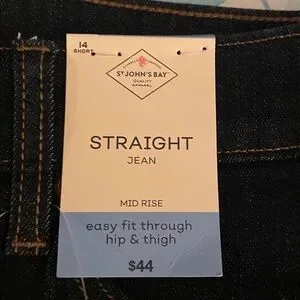 14
SHORT
ST JOHN'S BAY
QUALITY
APPAREL
STRAIGHT
JEAN
MID RISE
easy fit through
hip & thigh
$44